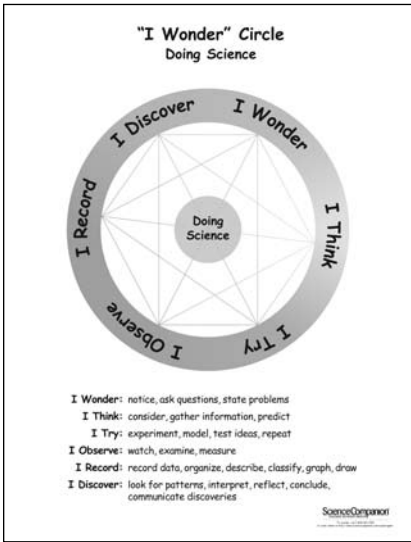 “I Wonder” Circle
Doing Science
I Discover
I Wonder
I Record
I Think
I Observe
I Try
Doing
Science
I Wonder: notice, ask questions, state problems
I Think: consider, gather information, predict
I Try: experiment, model, test ideas, repeat
I Observe: watch, examine, measure
I Record: record data, organize, describe, classify, graph, draw
I Discover: look for patterns, interpret, reflect, conclude,
communicate discoveries
ScienceCompanion